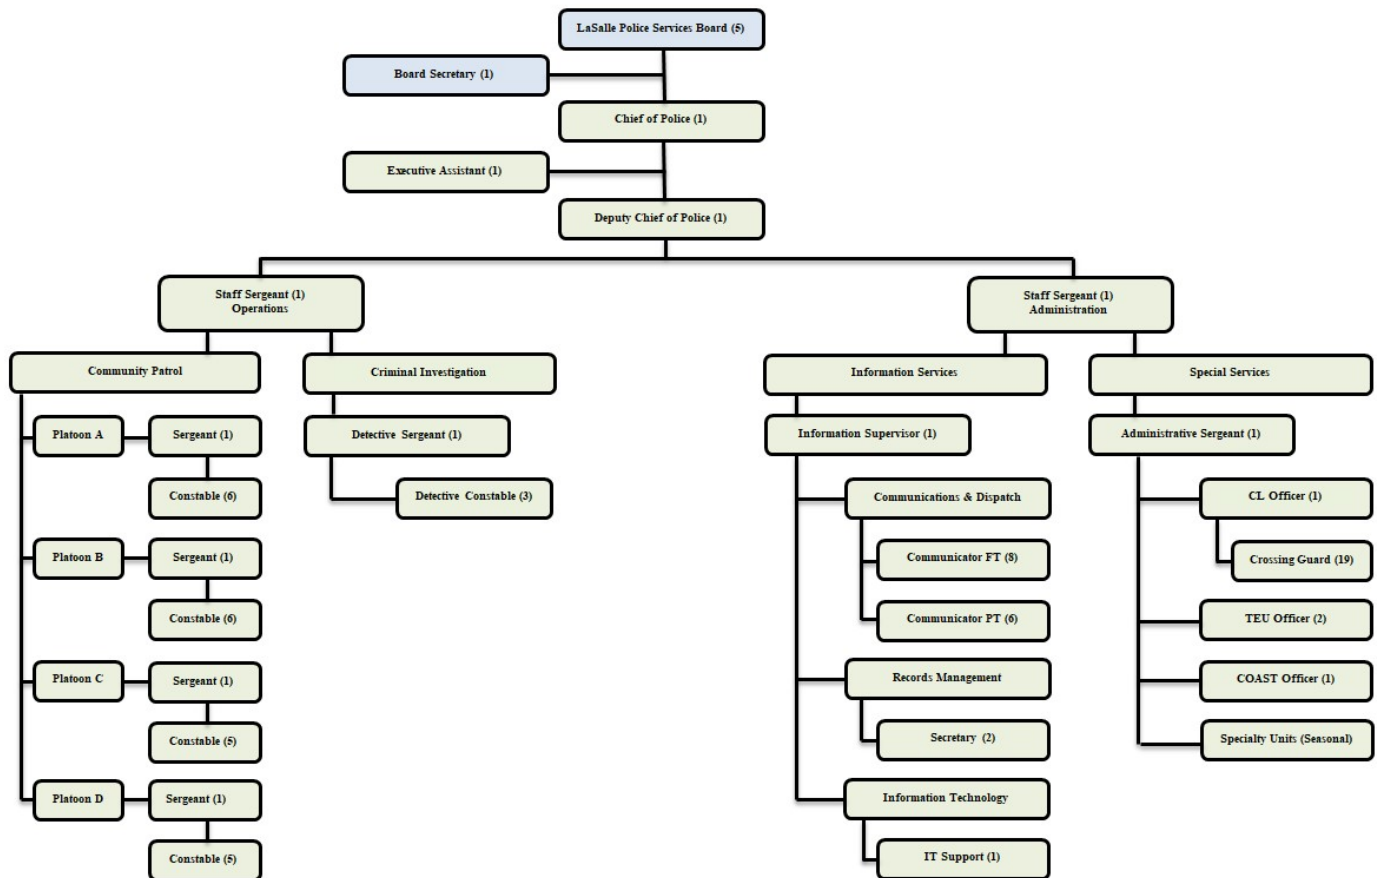 LaSalle Police Services Board (5)
Board Secretary (1)
Chief of Police (1)
Executive Assistant (1)
Deputy Chief of Police (1)
Staff Sergeant (1)
Operations
Staff Sergeant (1)
Administration
Community Patrol
Criminal Investigation
Information Services
Special Services
Platoon A
Sergeant (1)
Constable (6)
Platoon B
Sergeant (1)
Constable (6)
Platoon C
Sergeant (1)
Constable (5)
Platoon D
Sergeant (1)
Constable (5)
Detective Sergeant (1)
Detective Constable (3)
Information Supervisor (1)
Communications & Dispatch
Communicator FT (8)
Communicator PT (6)
Records Management
Secretary (2)
Information Technology
IT Support (1)
Administrative Sergeant (1)
CL Officer (1)
Crossing Guard (19)
TEU Officer (2)
COAST Officer (1)
Specialty Units (Seasonal)